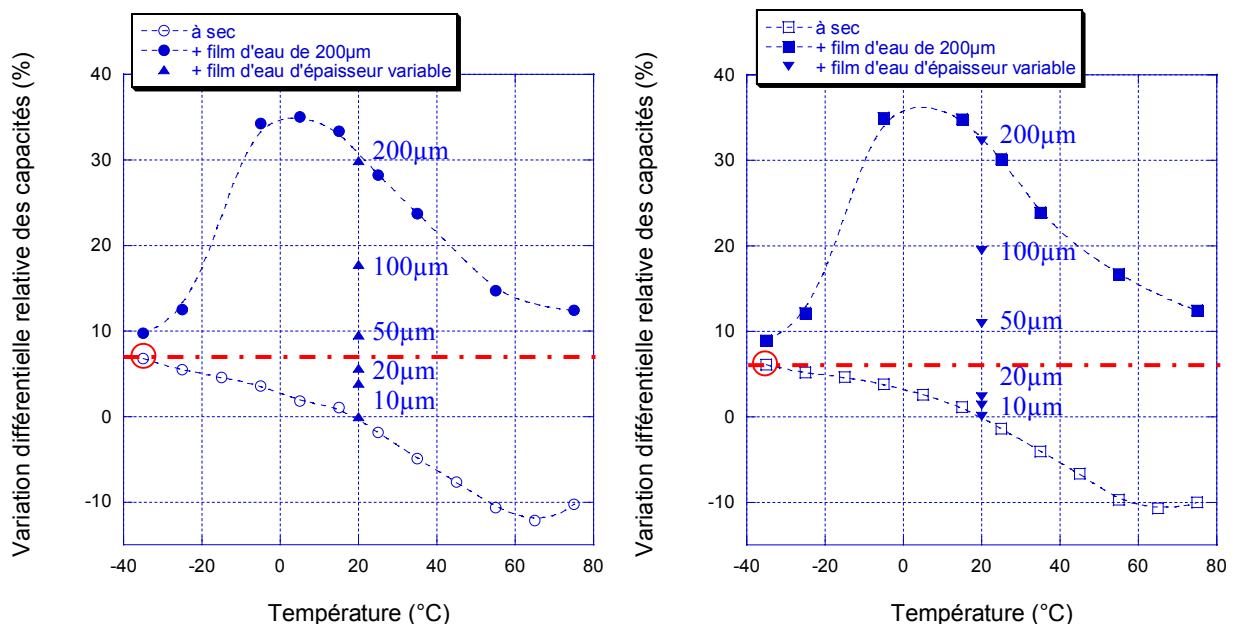 à sec
+ film d'eau de 200µm
+ film d'eau d'épaisseur variable
Variation différentielle relative des capacités (%)
40
30
20
10
0
-10
200µm
100µm
50µm
20µm
10µm
-40
-20
0
20
40
60
80
Température (°C)
à sec
+ film d'eau de 200µm
+ film d'eau d'épaisseur variable
Variation différentielle relative des capacités (%)
40
30
20
10
0
-10
200µm
100µm
50µm
20µm
10µm
-40
-20
0
20
40
60
80
Température (°C)